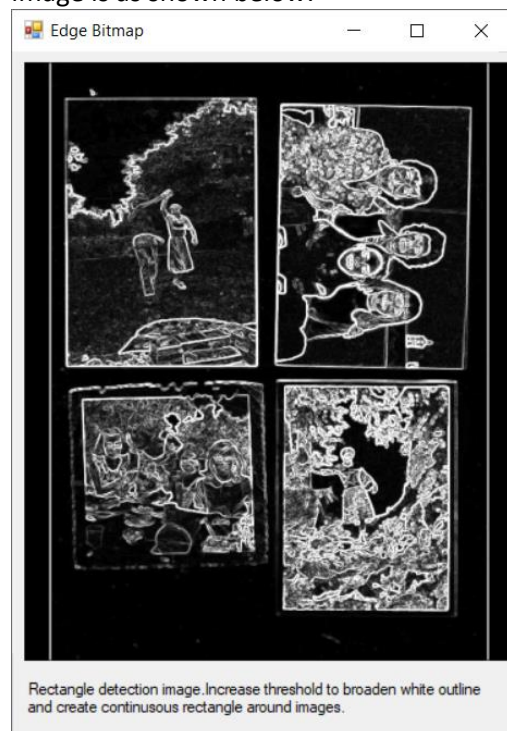 image is as shown below:
Edge Bitmap
Rectangle detection image.Increase threshold to broaden white outline
and create continusous rectangle around images.